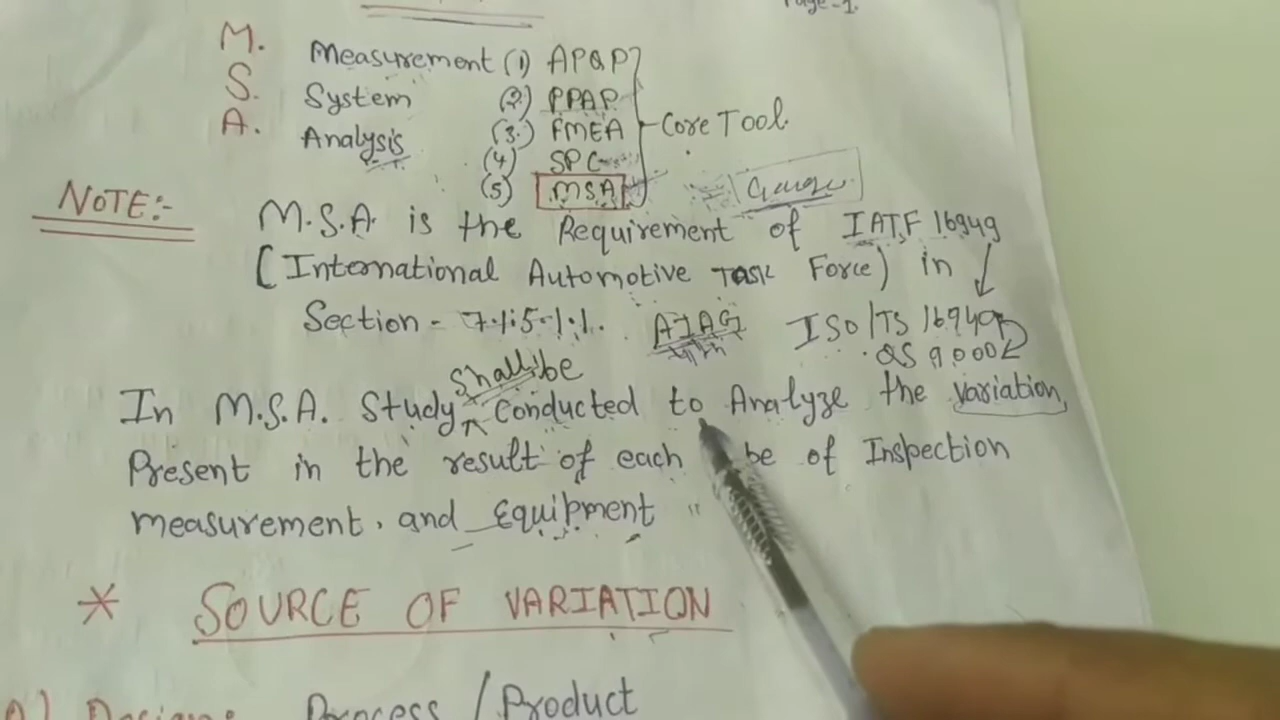 Page-1.
M. Measurement (1) APQP
S. System (2) PPAP
A. Analysis (3) FMEA Core Tool.
(4) SPC
(5) MSA
NOTE:- M.S.A. is the Requirement of IATF 16949
(International Automotive Task Force) in
Section - 7.1.5.1.1. AIAG ISO/TS 16949
QS 9000
Shall be
In M.S.A. Study Conducted to Analyze the variation,
Present in the result of each be of Inspection
measurement, and Equipment "
* SOURCE OF VARIATION
Process / Product